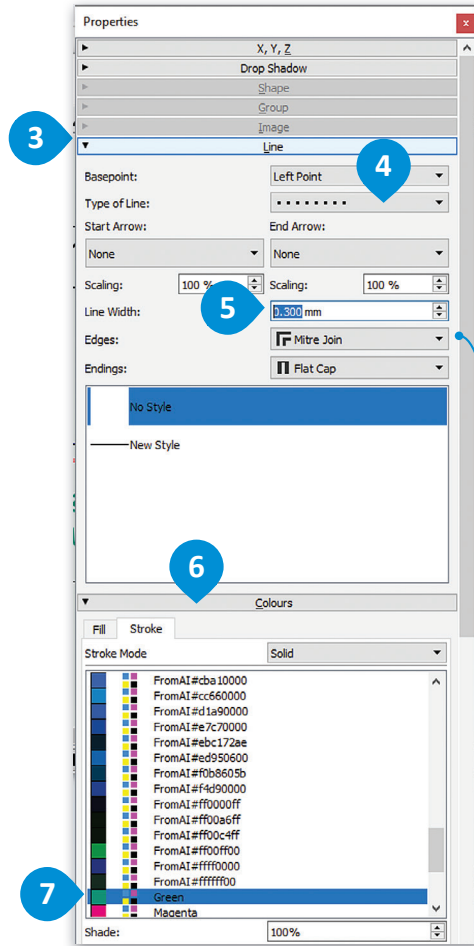 Properties
x
X, Y, Z
Drop Shadow
Shape
Group
Image
3
Line
4
Basepoint: Left Point
Type of Line:
Start Arrow: End Arrow:
None None
Scaling: 100 % Scaling: 100 %
5
Line Width: 0.300 mm
Edges: Mitre Join
Endings: Flat Cap
No Style
New Style
6
Colours
Fill Stroke
Stroke Mode Solid
FromAI#cba10000
FromAI#cc660000
FromAI#d1a90000
FromAI#e7c70000
FromAI#ebc172ae
FromAI#ed950600
FromAI#f0b8605b
FromAI#f4d90000
FromAI#ff0000ff
FromAI#ff00a6ff
FromAI#ff00c4ff
FromAI#ff00ff00
FromAI#ffff0000
FromAI#ffffff00
7
Green
Magenta
Shade: 100%